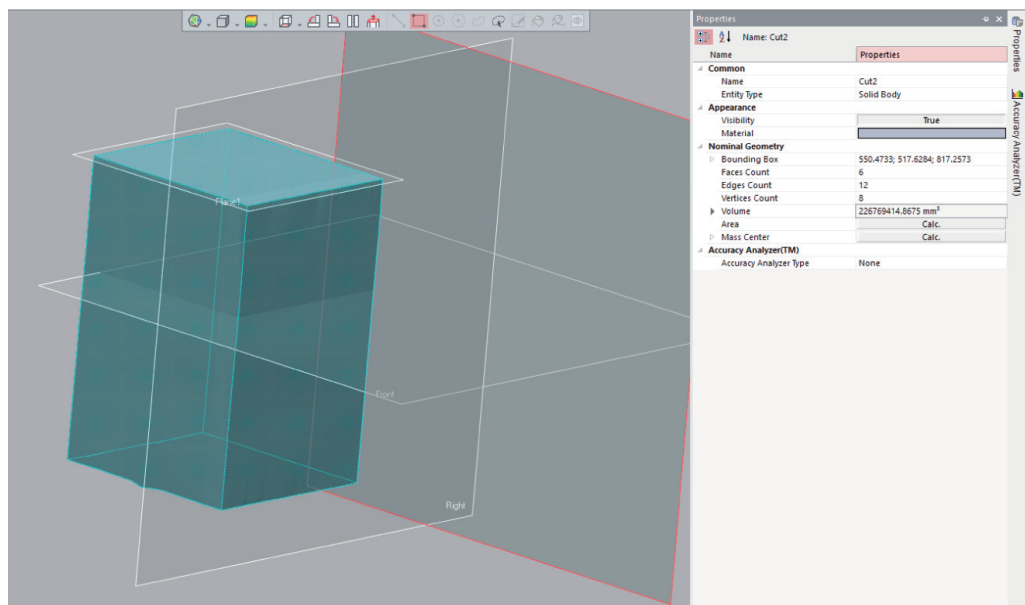 Properties
Name: Cut2
Name Properties
Common
Name Cut2
Entity Type Solid Body
Appearance
Visibility True
Material
Nominal Geometry
Bounding Box 550.4733; 517.6284; 817.2573
Faces Count 6
Edges Count 12
Vertices Count 8
Volume 226769414.8675 mm³
Area Calc.
Mass Center Calc.
Accuracy Analyzer(TM)
Accuracy Analyzer Type None
Properties
Accuracy Analyzer(TM)
Plane1
Front
Right